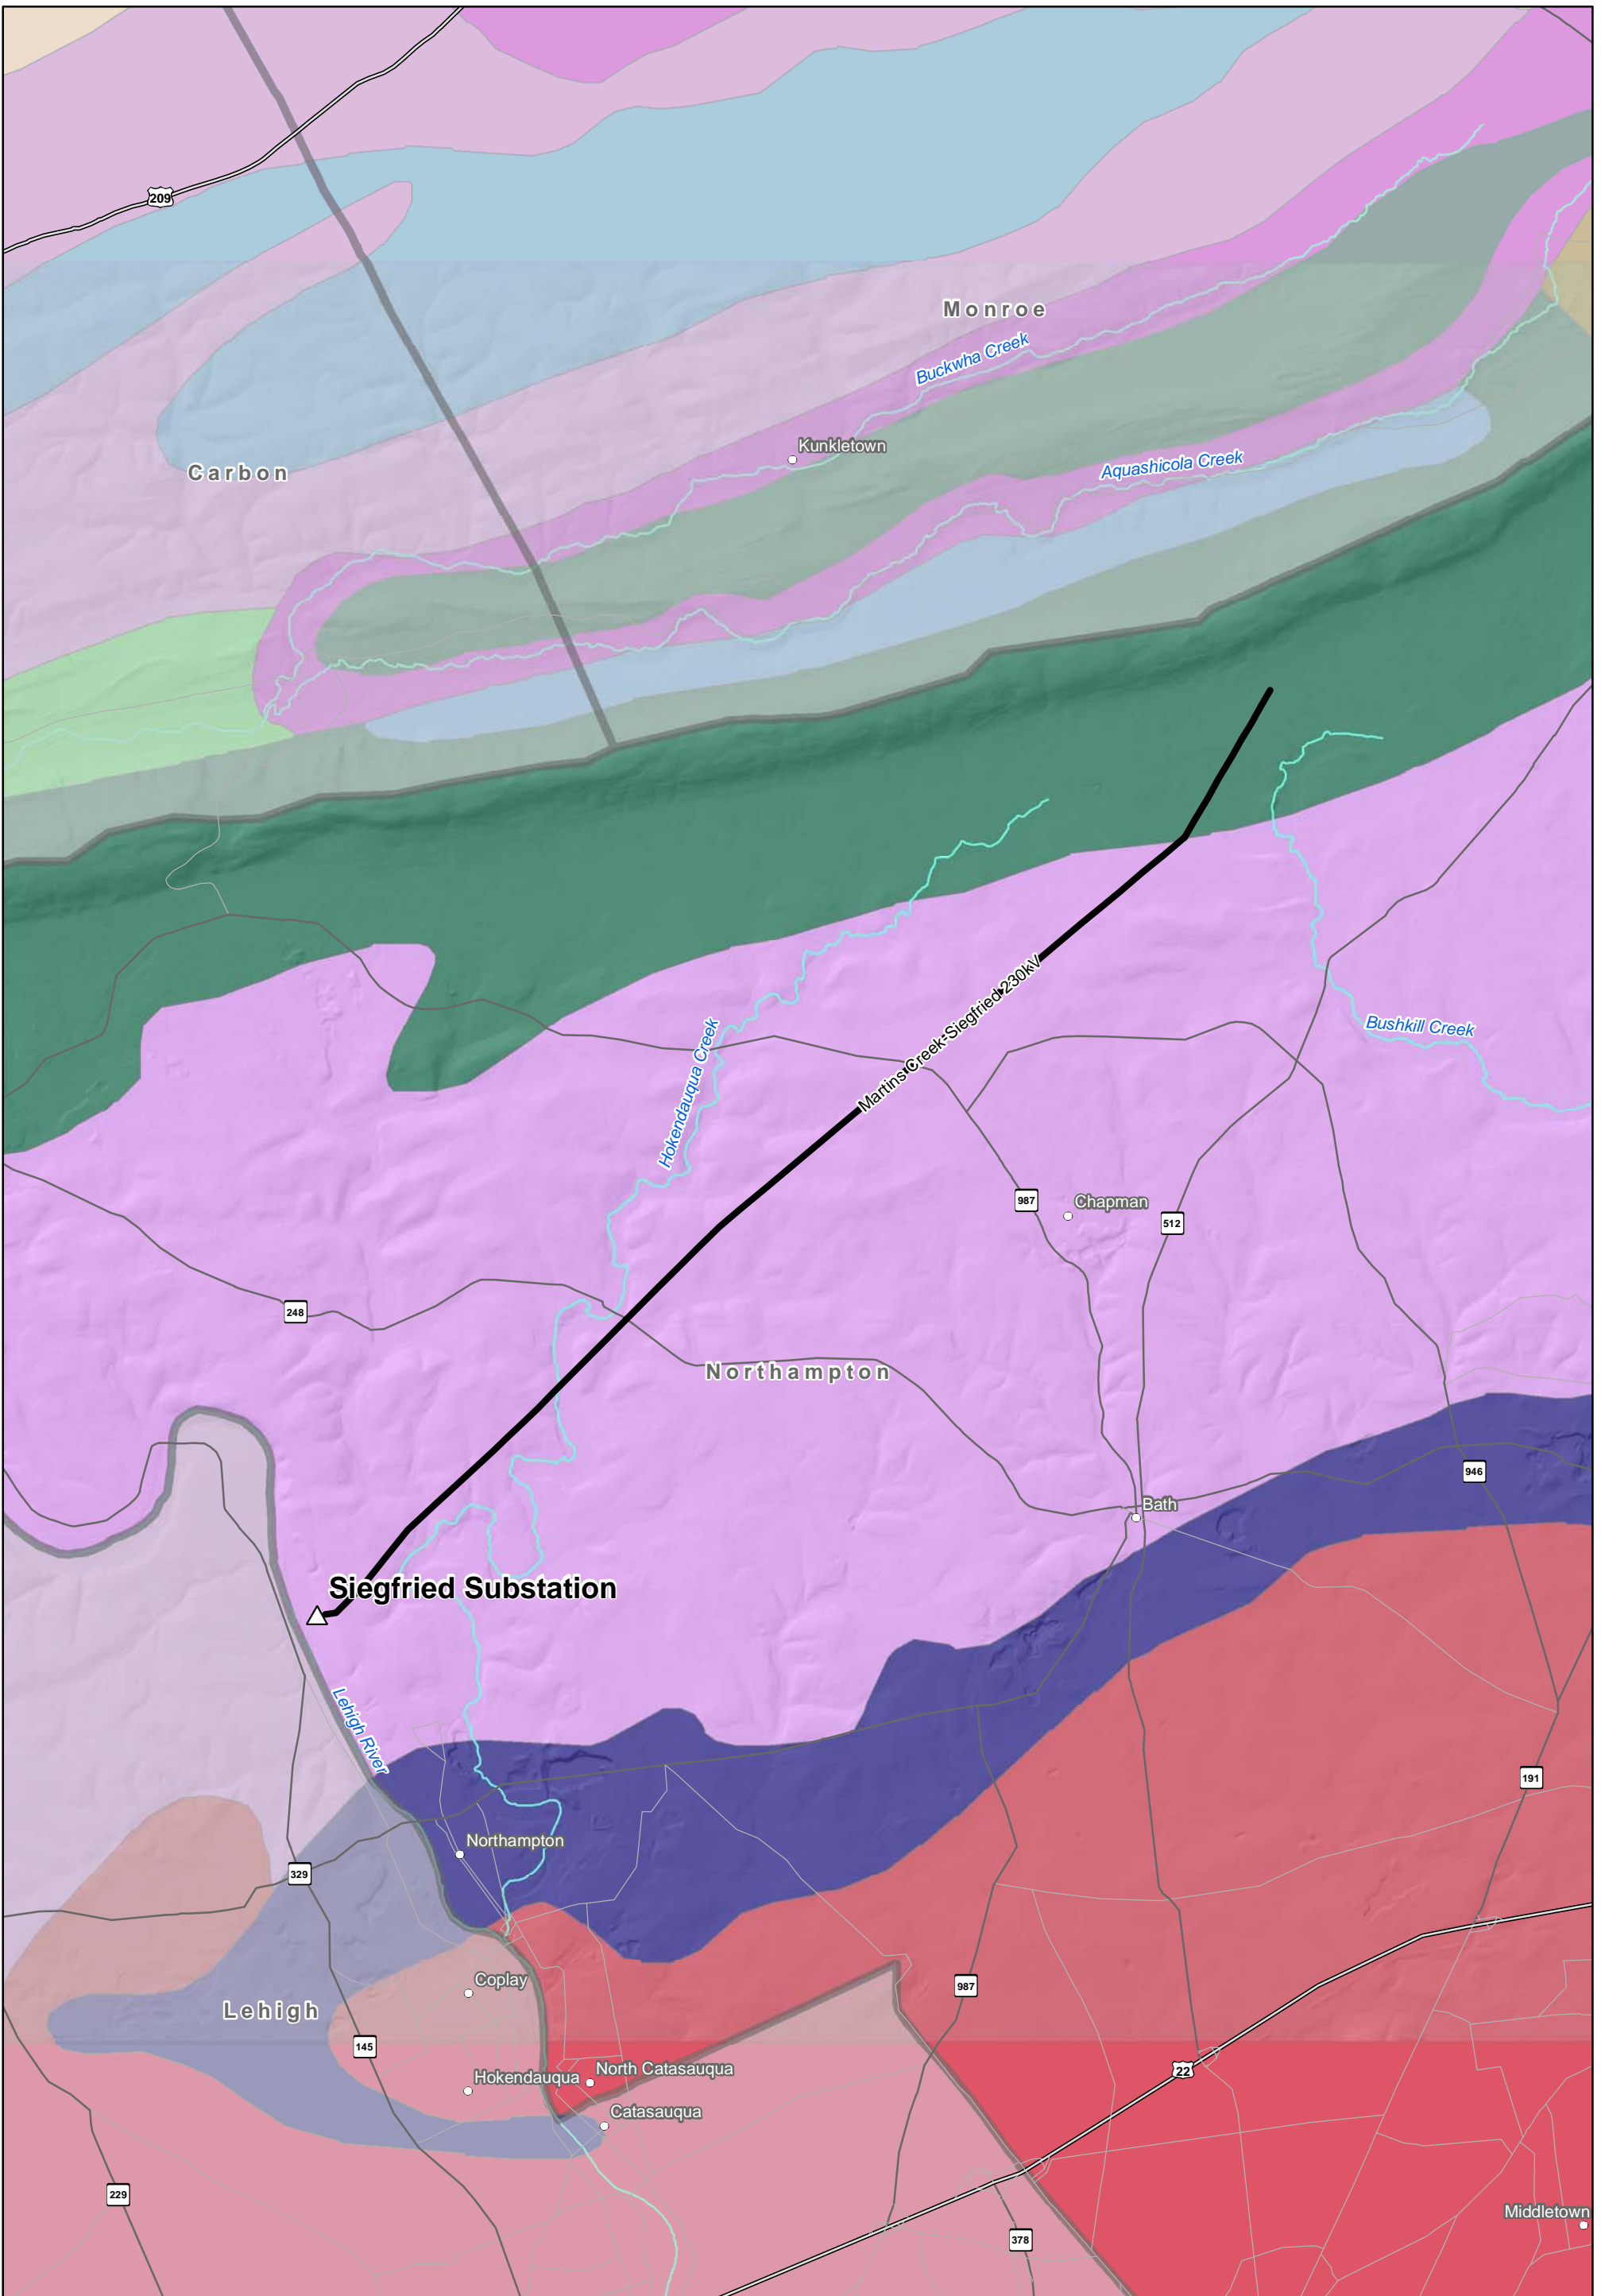 209
Monroe
Buckwha Creek
Kunkletown
Aquashicola Creek
Carbon
Martins Creek-Siegfried 230kV
Bushkill Creek
Hokendauqua Creek
987
Chapman
512
248
Northampton
946
Bath
Siegfried Substation
Lehigh River
191
Northampton
329
Coplay
987
Lehigh
145
22
North Catasauqua
Hokendauqua
Catasauqua
229
Middletown
378